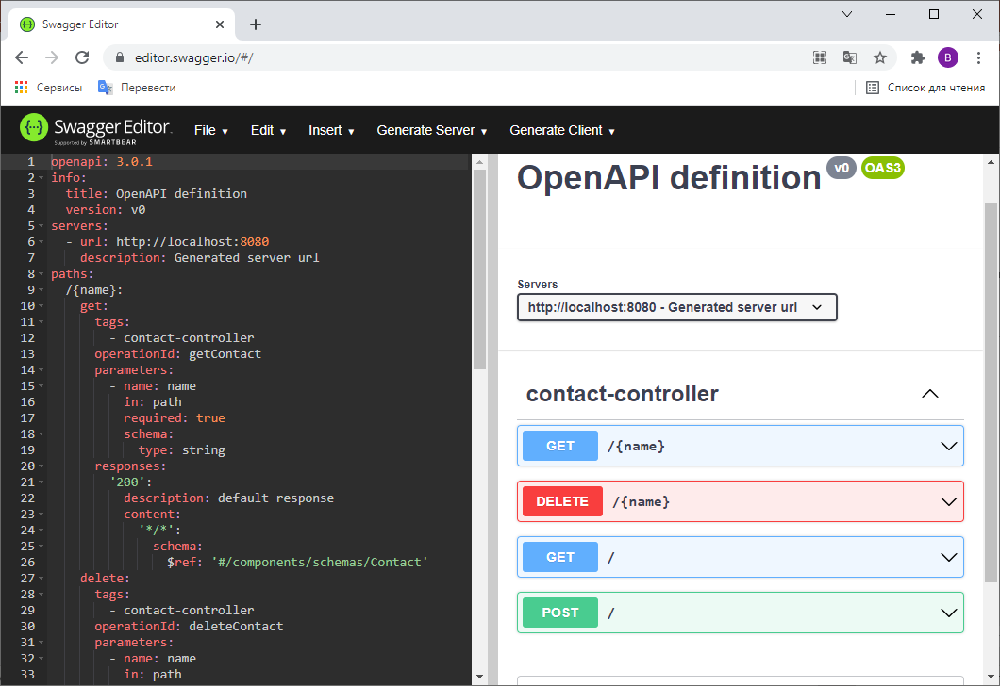 Swagger Editor
editor.swagger.io/#/
B
Сервисы
Перевести
Список для чтения
Swagger Editor
Supported by SMARTBEAR
File
Edit
Insert
Generate Server
Generate Client
1 openapi: 3.0.1
2 info:
3 title: OpenAPI definition
4 version: v0
5 servers:
6 - url: http://localhost:8080
7 description: Generated server url
8 paths:
9 /{name}:
10 get:
11 tags:
12 - contact-controller
13 operationId: getContact
14 parameters:
15 - name: name
16 in: path
17 required: true
18 schema:
19 type: string
20 responses:
21 '200':
22 description: default response
23 content:
24 '*/*':
25 schema:
26 $ref: '#/components/schemas/Contact'
27 delete:
28 tags:
29 - contact-controller
30 operationId: deleteContact
31 parameters:
32 - name: name
33 in: path
OpenAPI definition v0 OAS3
Servers
http://localhost:8080 - Generated server url
contact-controller
GET /{name}
DELETE /{name}
GET /
POST /